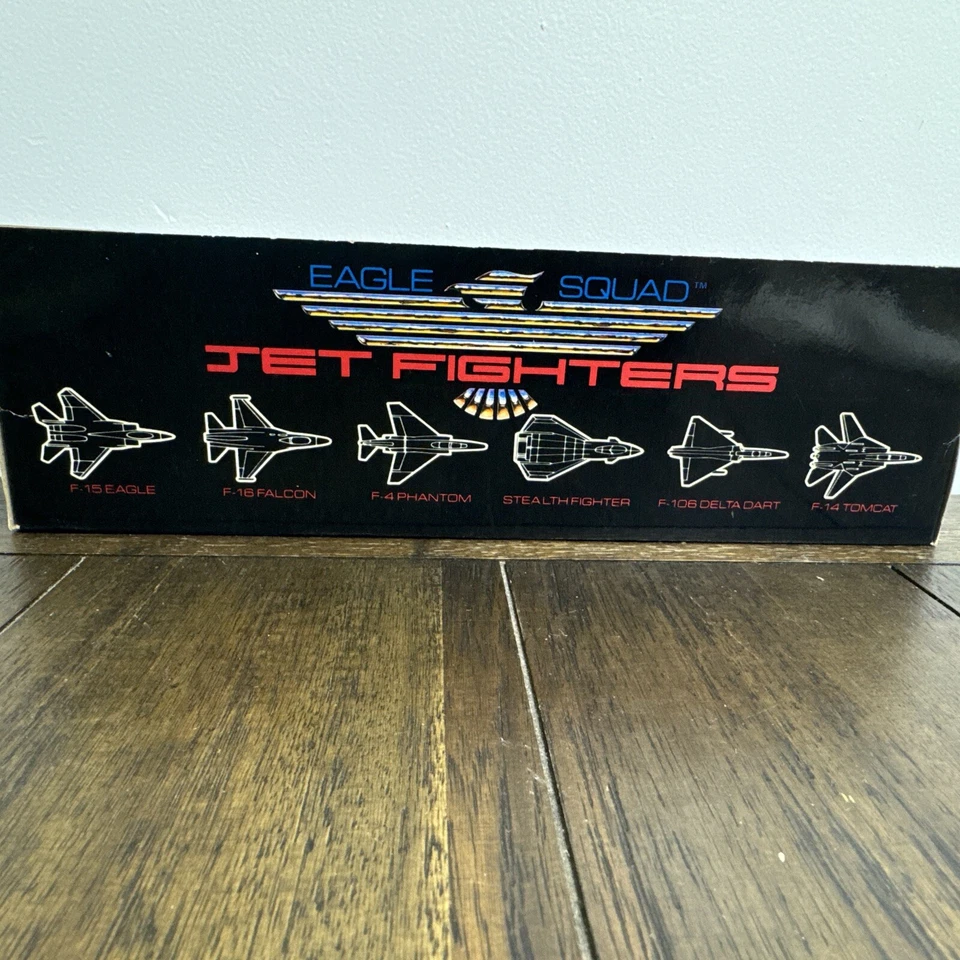 EAGLE SQUAD™
JET FIGHTERS
F-15 EAGLE
F-16 FALCON
F-4 PHANTOM
STEALTH FIGHTER
F-106 DELTA DART
F-14 TOMCAT